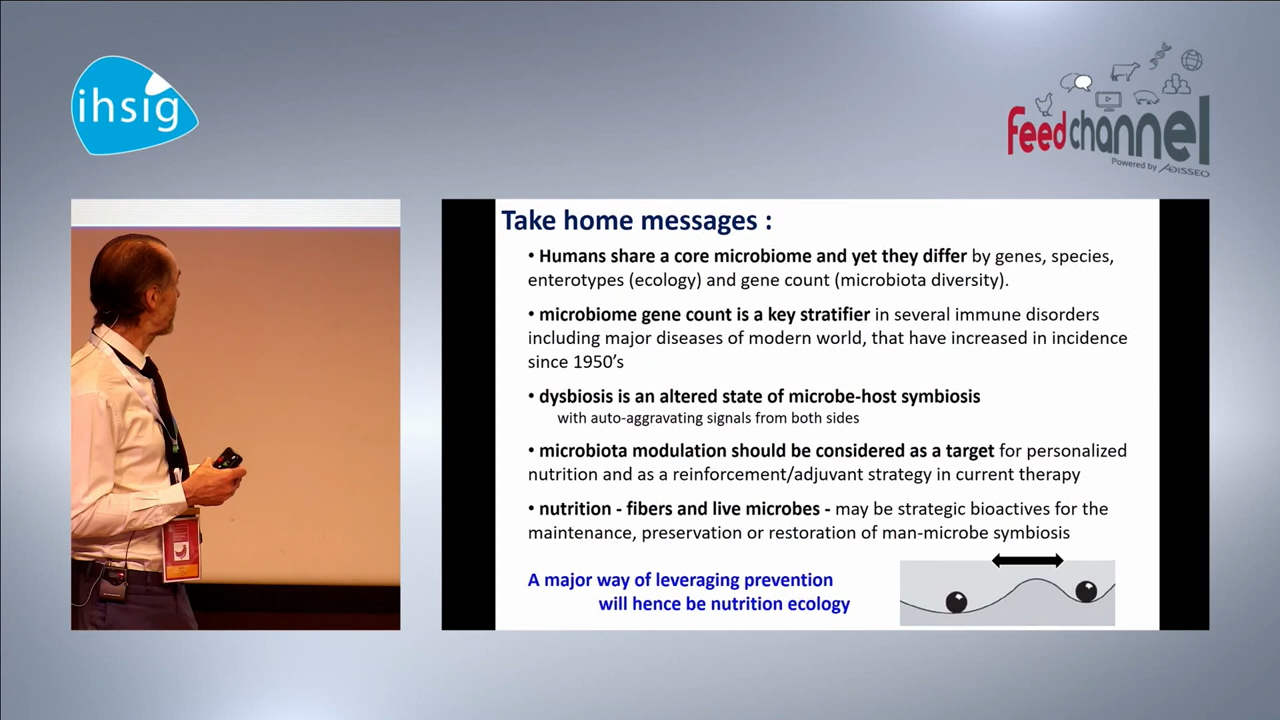 ihsig
feedchannel
Powered by ADISSEO
Take home messages :
• Humans share a core microbiome and yet they differ by genes, species,
enterotypes (ecology) and gene count (microbiota diversity).
• microbiome gene count is a key stratifier in several immune disorders
including major diseases of modern world, that have increased in incidence
since 1950’s
• dysbiosis is an altered state of microbe-host symbiosis
with auto-aggravating signals from both sides
• microbiota modulation should be considered as a target for personalized
nutrition and as a reinforcement/adjuvant strategy in current therapy
• nutrition - fibers and live microbes - may be strategic bioactives for the
maintenance, preservation or restoration of man-microbe symbiosis
A major way of leveraging prevention
will hence be nutrition ecology